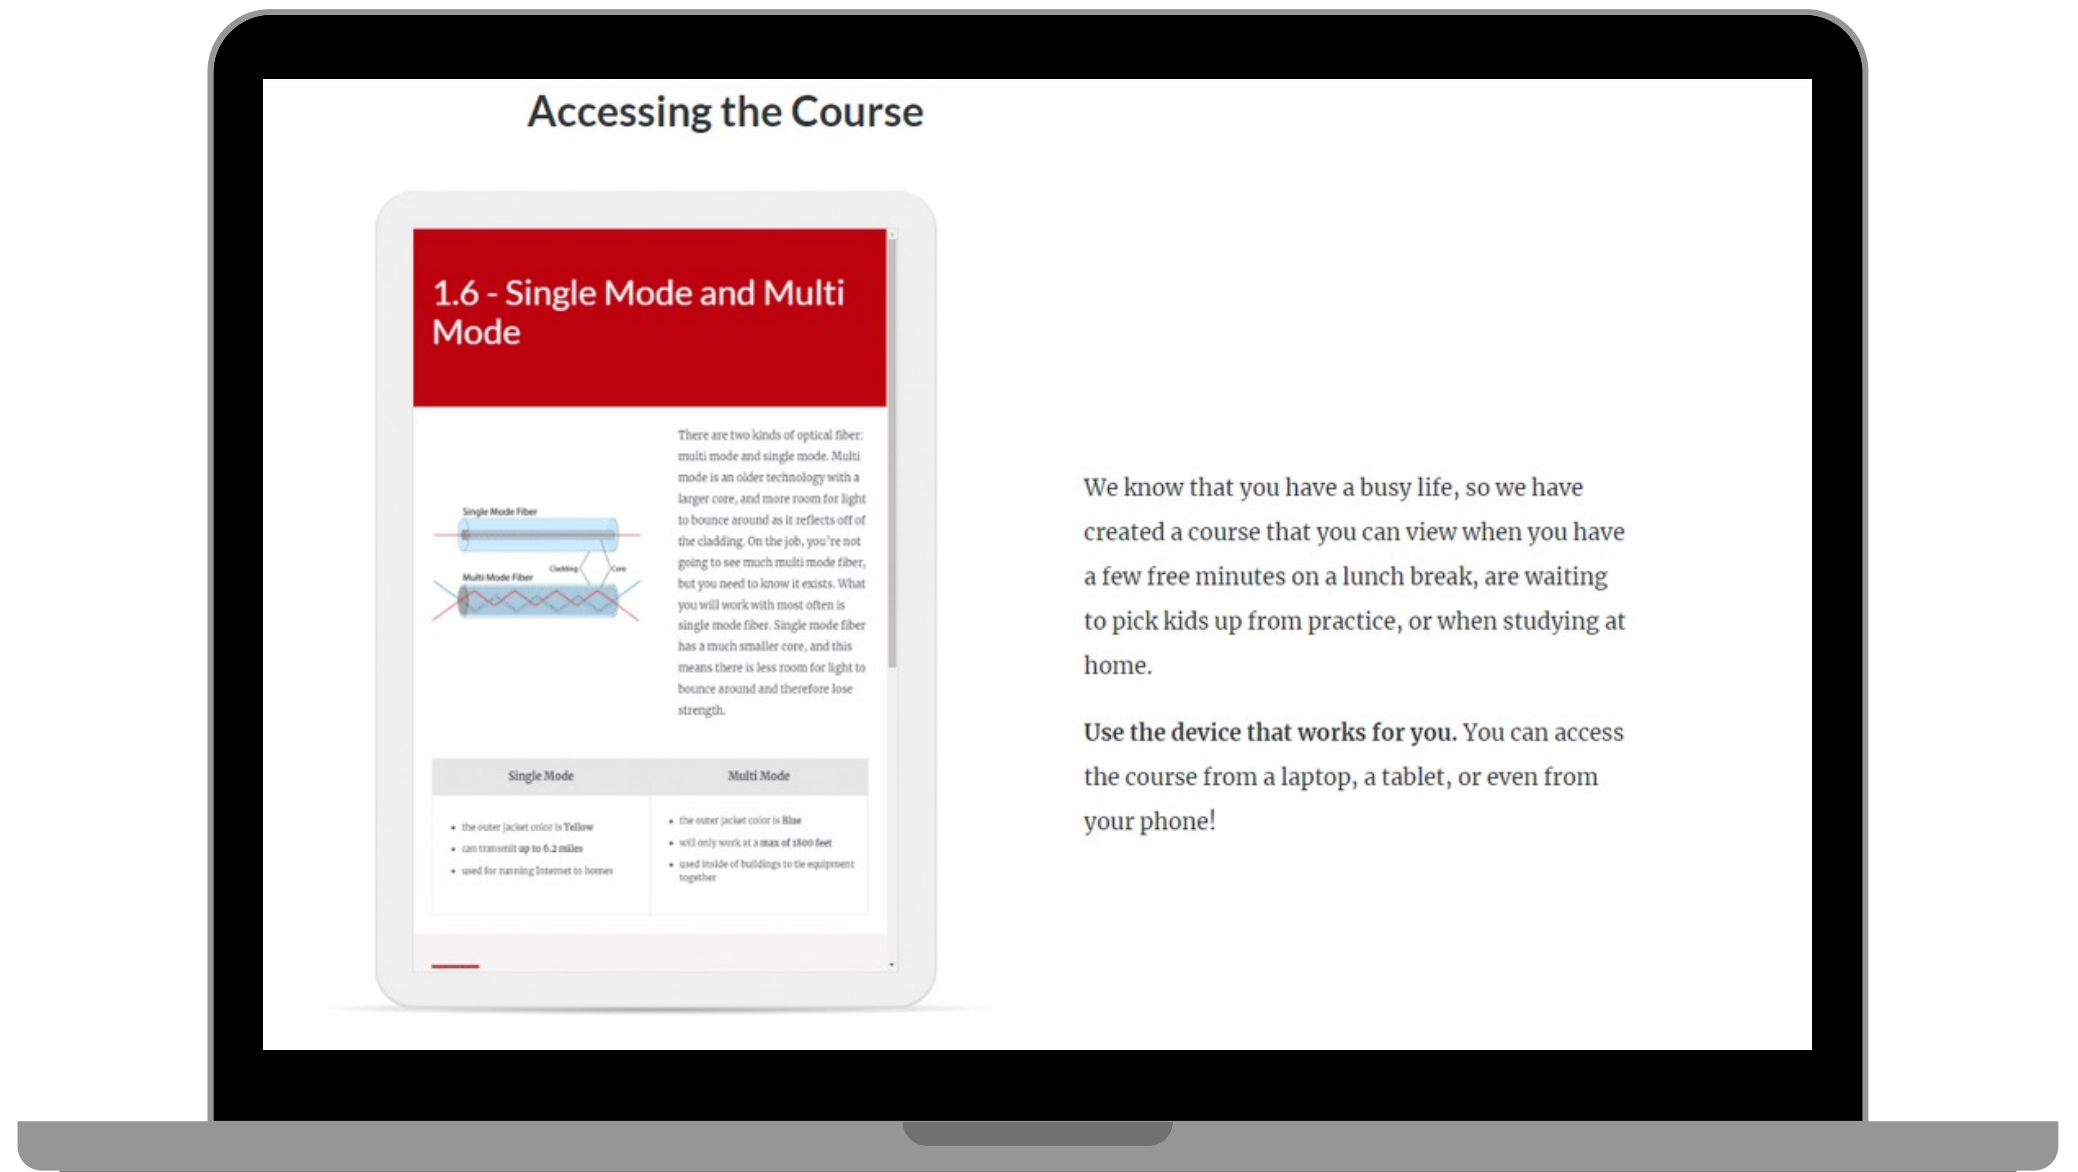 Accessing the Course
1.6 - Single Mode and Multi
Mode
There are two kinds of optical fiber:
multi mode and single mode. Multi
mode is an older technology with a
larger core, and more room for light
to bounce around as it reflects off of
the cladding. On the job, you're not
going to see much multi mode fiber,
but you need to know it exists. What
you will work with most often is
single mode fiber. Single mode fiber
has a much smaller core, and this
means there is less room for light to
bounce around and therefore lose
strength.
Single Mode Fiber
Cladding
Core
Multi Mode Fiber
Single Mode
Multi Mode
• the outer jacket color is Yellow
• can transmit up to 6.2 miles
• used for running Internet to homes
• the outer jacket color is Blue
• will only work at a max of 1800 feet
• used inside of buildings to tie equipment
together
We know that you have a busy life, so we have
created a course that you can view when you have
a few free minutes on a lunch break, are waiting
to pick kids up from practice, or when studying at
home.
Use the device that works for you. You can access
the course from a laptop, a tablet, or even from
your phone!